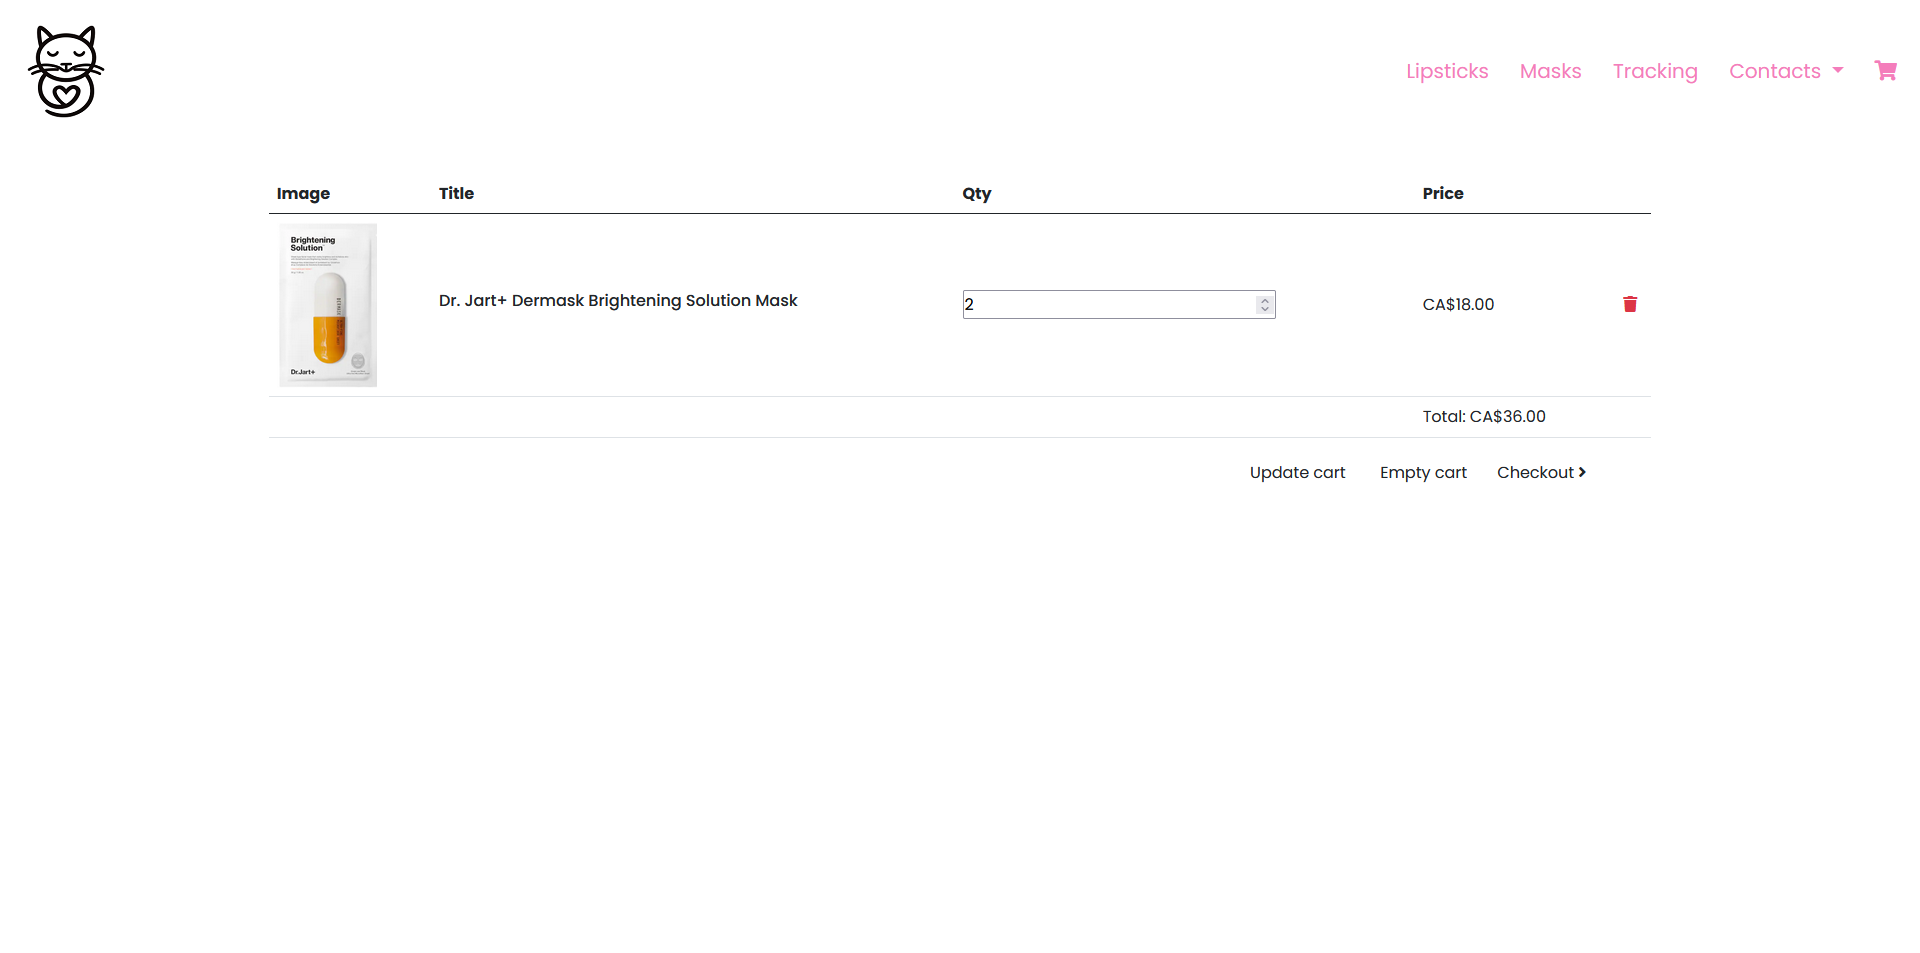 Lipsticks Masks Tracking Contacts
Image Title Qty Price
Brightening
Solution
Dr. Jart+ Dermask Brightening Solution Mask 2 CA$18.00
Dr.Jart+
Total: CA$36.00
Update cart Empty cart Checkout